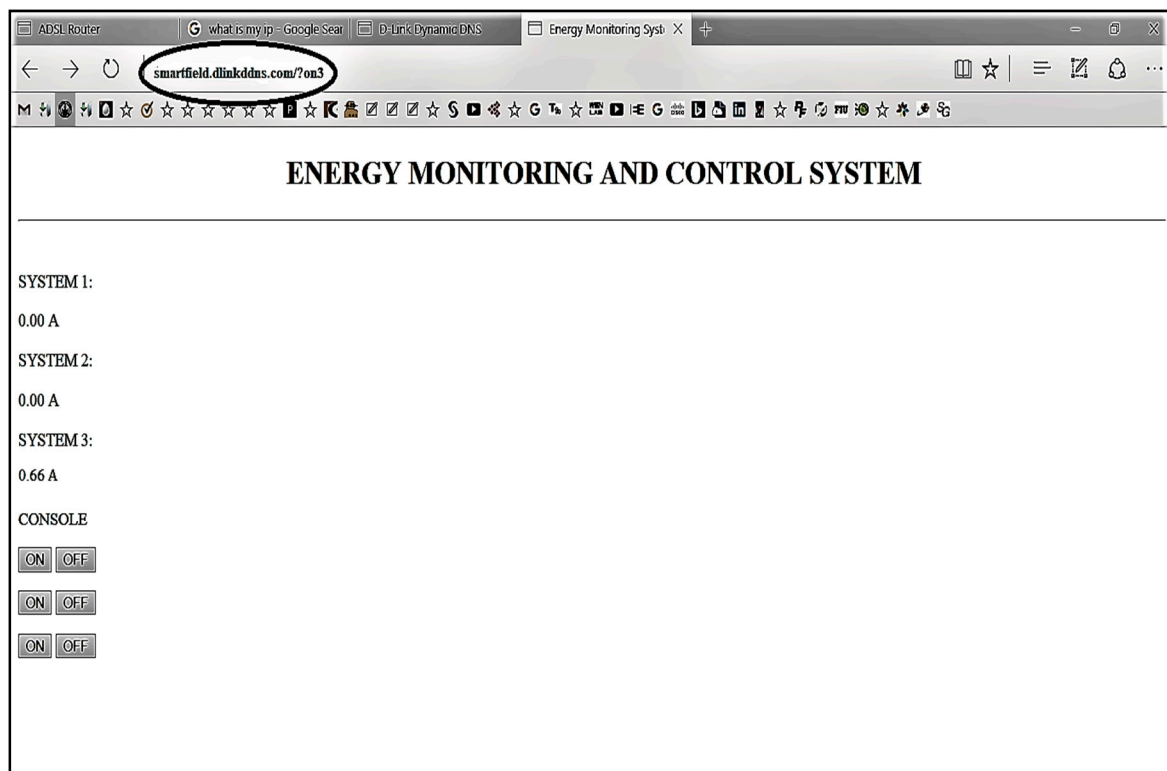 ADSL Router
what is my ip - Google Sear
D-Link Dynamic DNS
Energy Monitoring Syst
smartfield.dlinkddns.com/?on3
ENERGY MONITORING AND CONTROL SYSTEM
SYSTEM 1:
0.00 A
SYSTEM 2:
0.00 A
SYSTEM 3:
0.66 A
CONSOLE
ON OFF
ON OFF
ON OFF